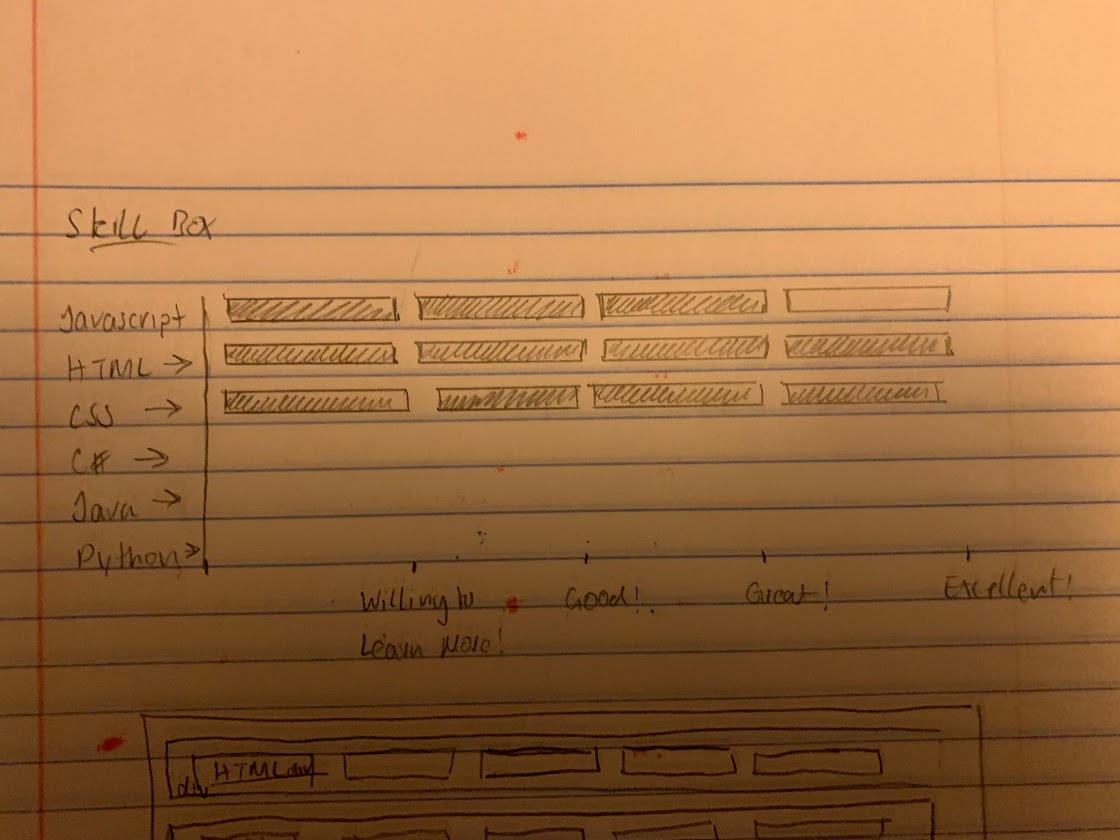 Skill Box
Javascript
HTML →
CSS →
C# →
Java →
Python →
Willing to Good! Great! Excellent!
Learn More!
HTML div
div